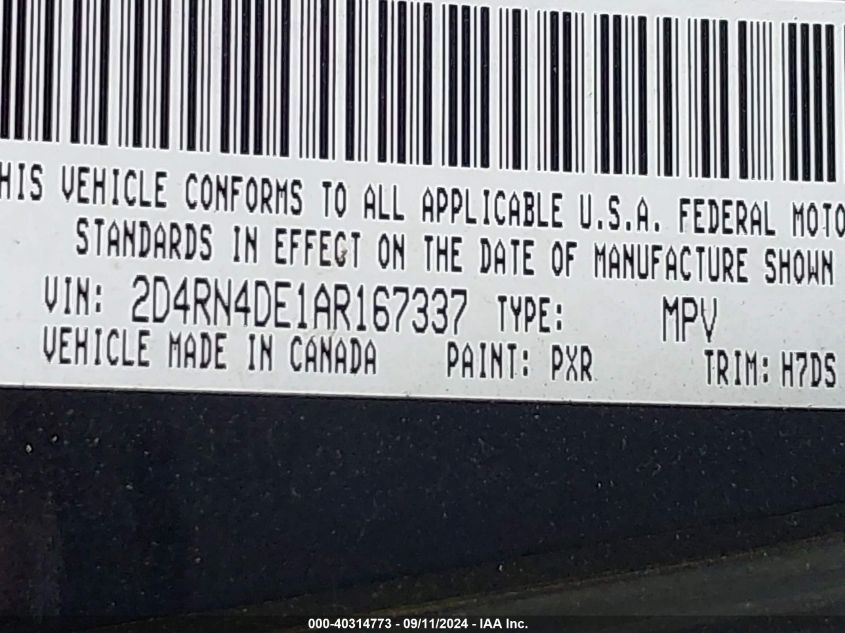 HIS VEHICLE CONFORMS TO ALL APPLICABLE U.S.A. FEDERAL MOTO
STANDARDS IN EFFECT ON THE DATE OF MANUFACTURE SHOWN
VIN: 2D4RN4DE1AR167337 TYPE: MPV
VEHICLE MADE IN CANADA PAINT: PXR TRIM: H7DS
000-40314773 - 09/11/2024 - IAA Inc.